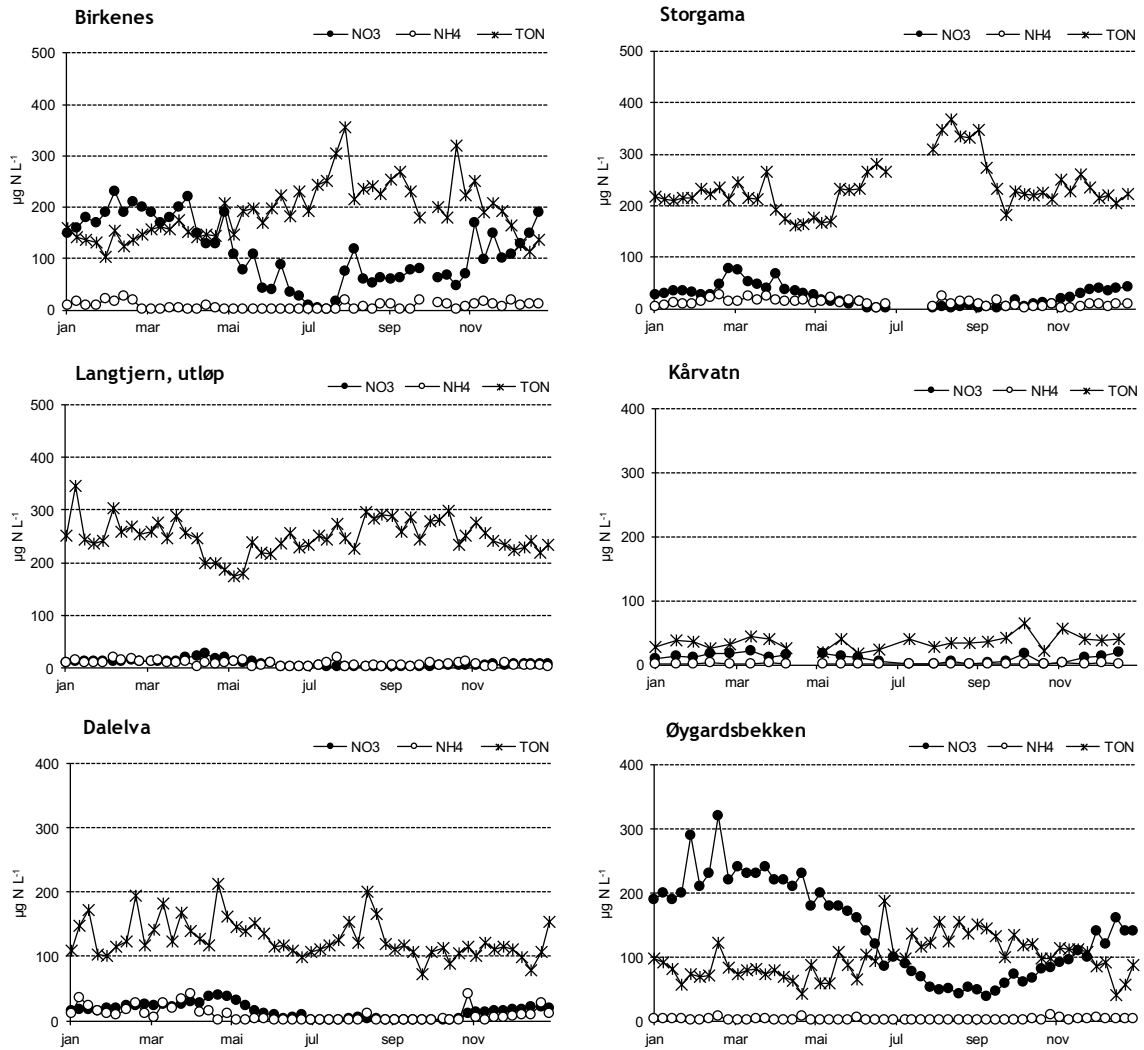 Birkenes
NO3 NH4 TON
500
400
300
200
100
0
µg N L-1
jan mar mai jul sep nov
Storgama
NO3 NH4 TON
500
400
300
200
100
0
µg N L-1
jan mar mai jul sep nov
Langtjern, utløp
NO3 NH4 TON
500
400
300
200
100
0
µg N L-1
jan mar mai jul sep nov
Kårvatn
NO3 NH4 TON
400
300
200
100
0
µg N L-1
jan mar mai jul sep nov
Dalelva
NO3 NH4 TON
400
300
200
100
0
µg N L-1
jan mar mai jul sep nov
Øygardsbekken
NO3 NH4 TON
400
300
200
100
0
µg N L-1
jan mar mai jul sep nov